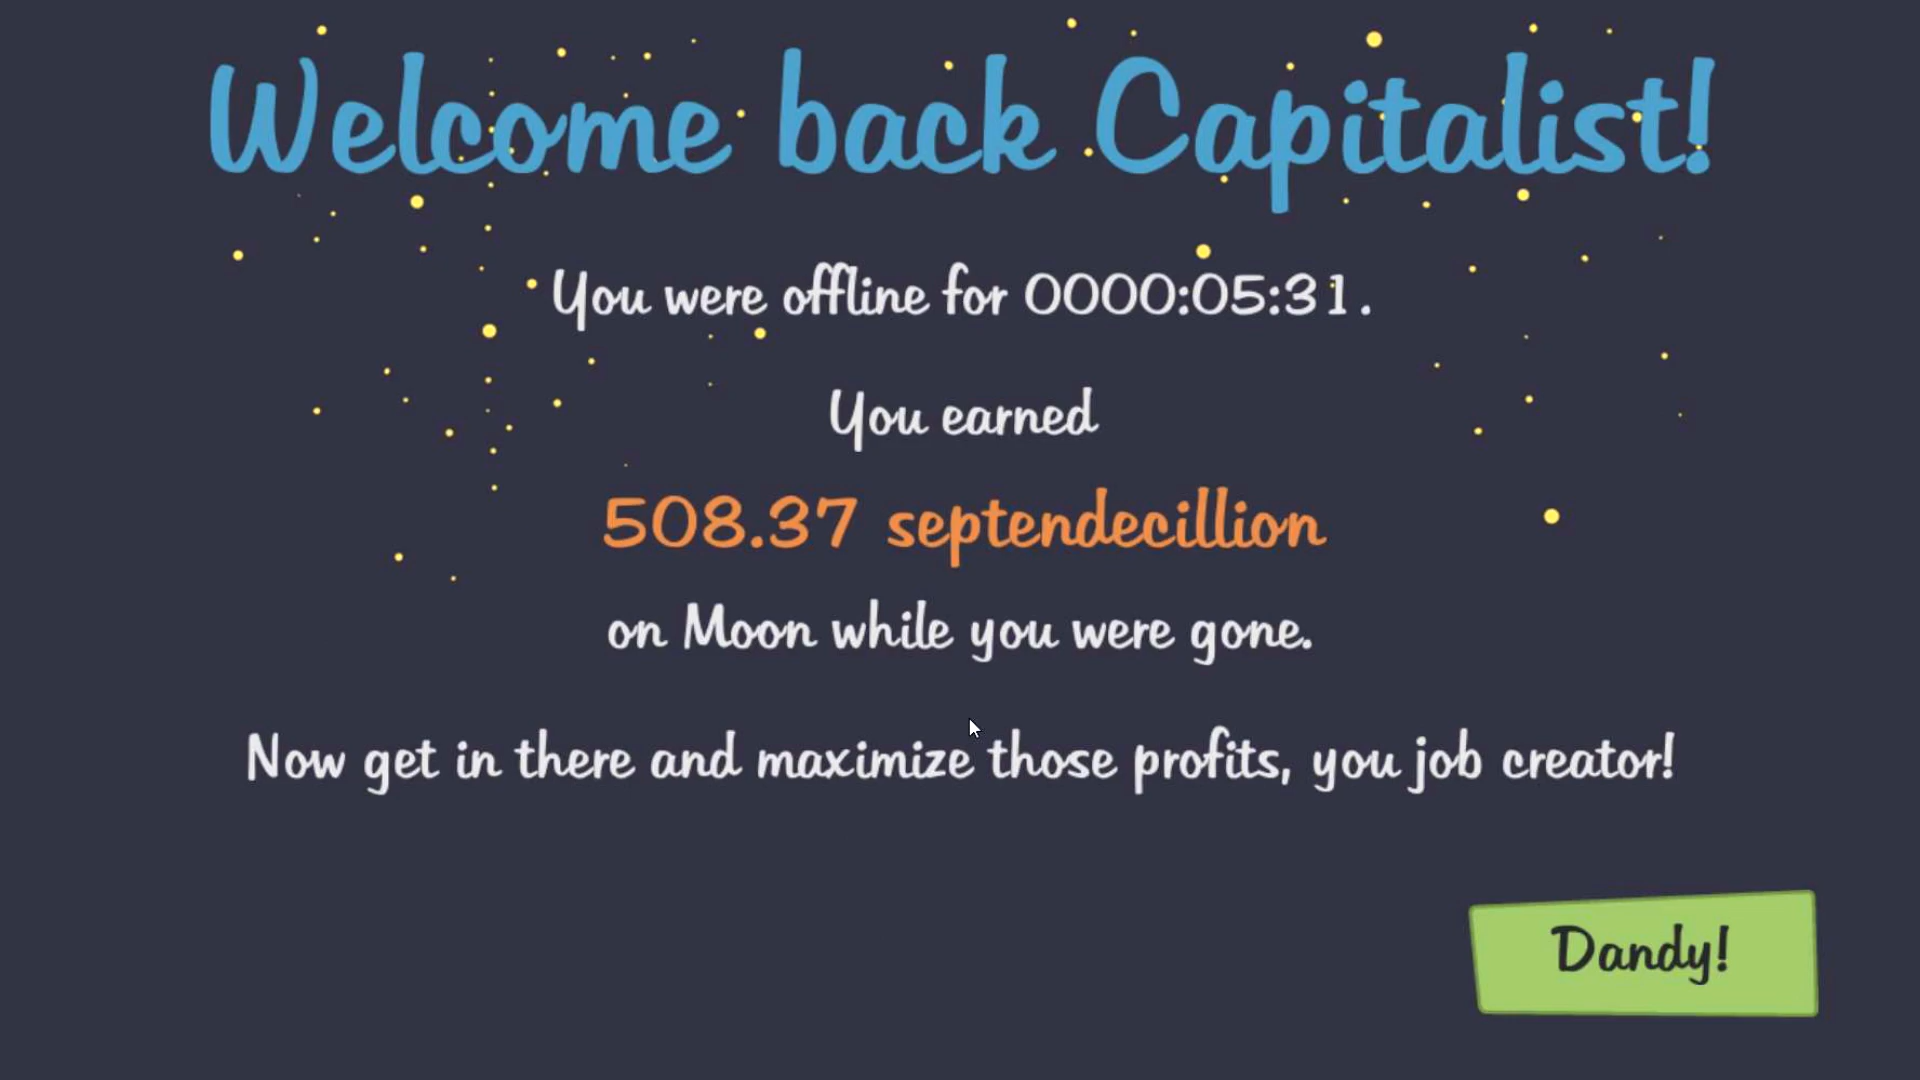 Welcome back Capitalist!
You were offline for 0000:05:31.
You earned
508.37 septendecillion
on Moon while you were gone.
Now get in there and maximize those profits, you job creator!
Dandy!